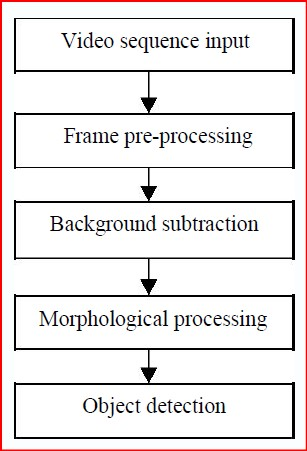 Video sequence input
Frame pre-processing
Background subtraction
Morphological processing
Object detection